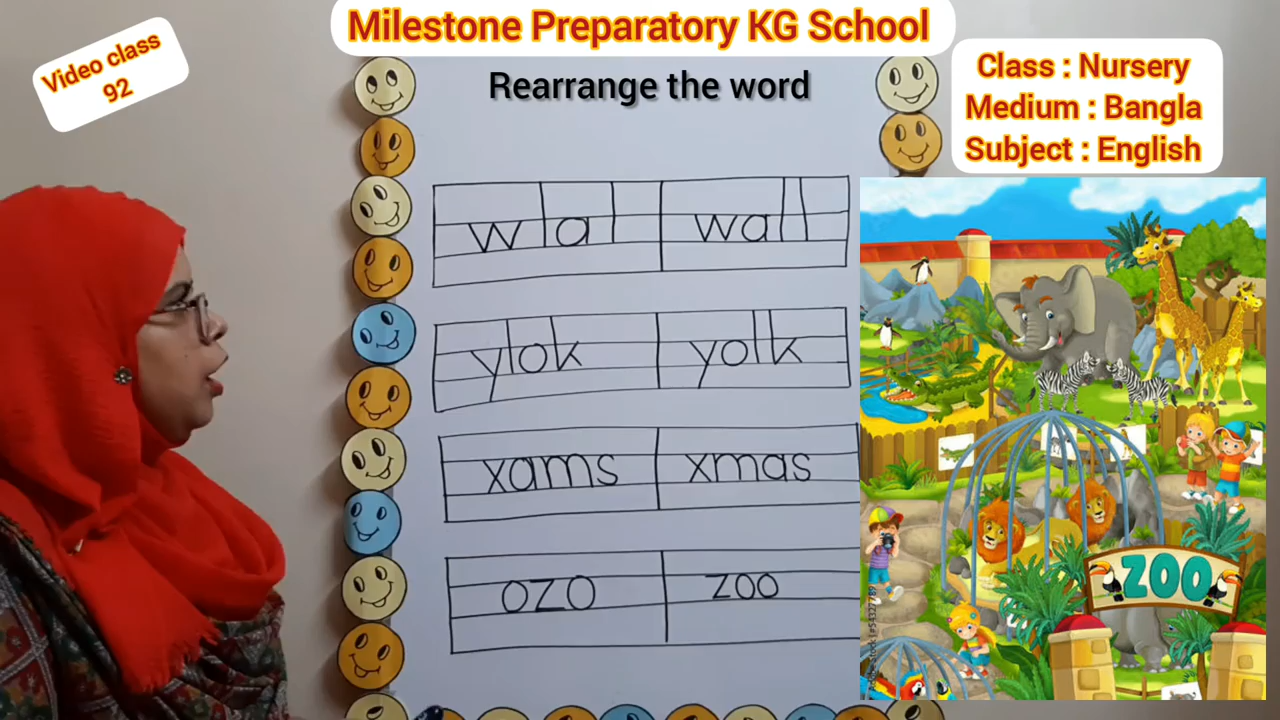 Milestone Preparatory KG School
Video class
92
Rearrange the word
Class : Nursery
Medium : Bangla
Subject : English
wlal wall
ylok yolk
xams xmas
ozo zoo
ZOO